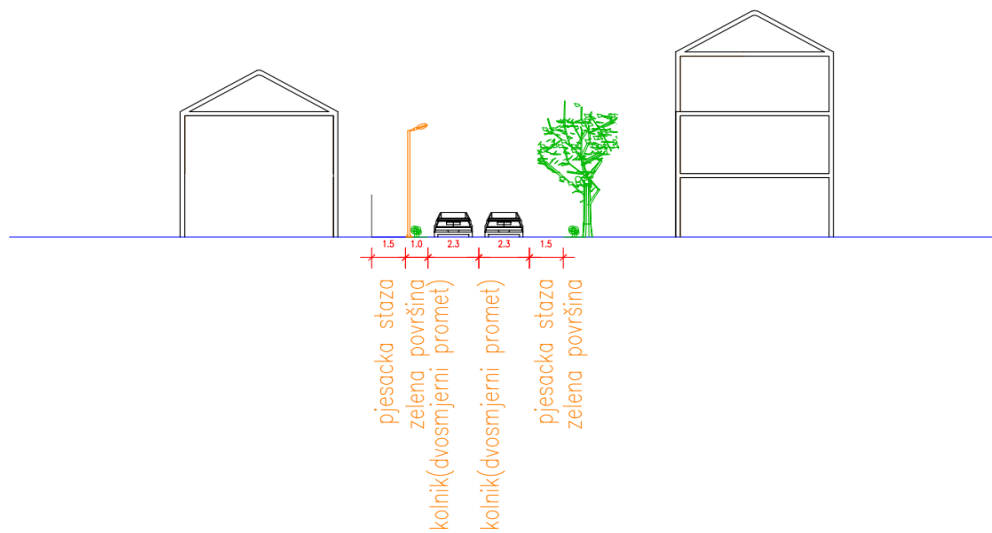 1.5
1.0
2.3
2.3
1.5
pjesacka staza
zelena površina
kolnik(dvosmjerni promet)
kolnik(dvosmjerni promet)
pjesacka staza
zelena površina